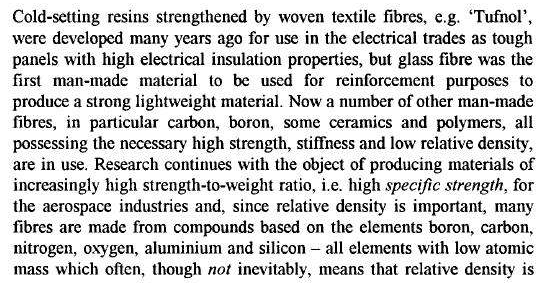 Cold-setting resins strengthened by woven textile fibres, e.g. ‘Tufnol’,
were developed many years ago for use in the electrical trades as tough
panels with high electrical insulation properties, but glass fibre was the
first man-made material to be used for reinforcement purposes to
produce a strong lightweight material. Now a number of other man-made
fibres, in particular carbon, boron, some ceramics and polymers, all
possessing the necessary high strength, stiffness and low relative density,
are in use. Research continues with the object of producing materials of
increasingly high strength-to-weight ratio, i.e. high specific strength, for
the aerospace industries and, since relative density is important, many
fibres are made from compounds based on the elements boron, carbon,
nitrogen, oxygen, aluminium and silicon – all elements with low atomic
mass which often, though not inevitably, means that relative density is